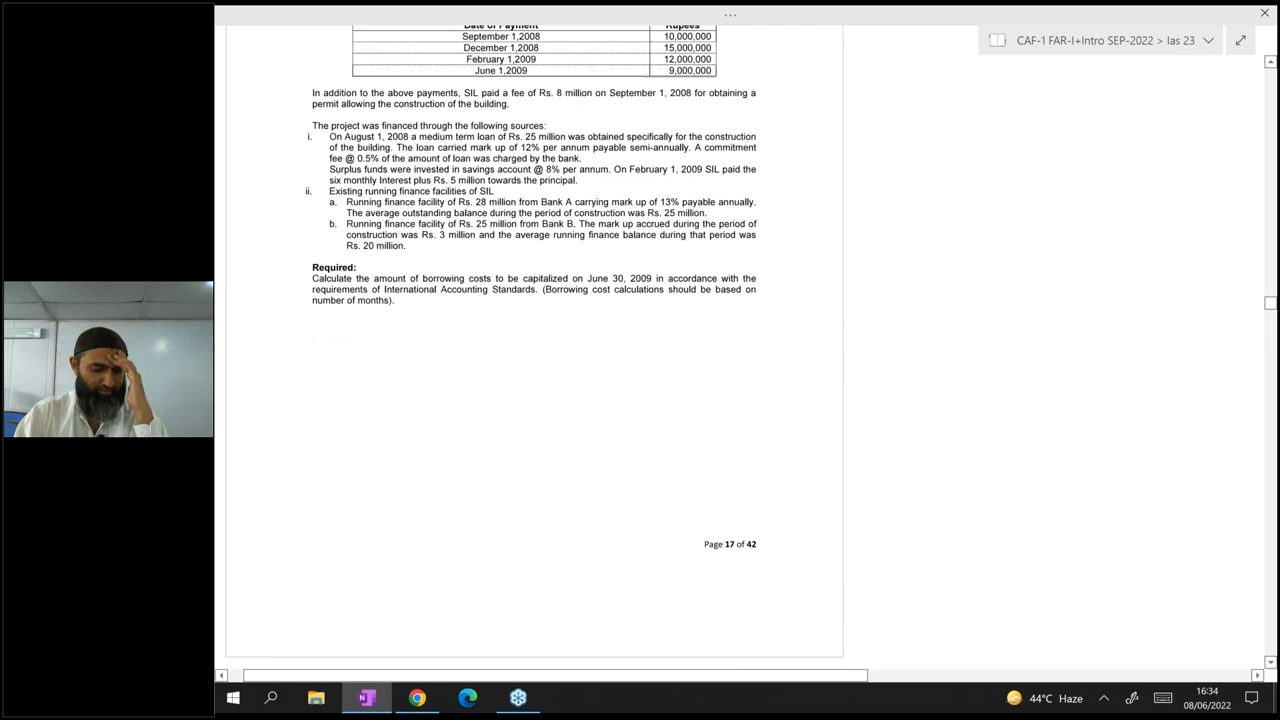 CAF-1 FAR-I+Intro SEP-2022 > Ias 23
Date of Payment Rupees
September 1,2008 10,000,000
December 1,2008 15,000,000
February 1,2009 12,000,000
June 1,2009 9,000,000
In addition to the above payments, SIL paid a fee of Rs. 8 million on September 1, 2008 for obtaining a
permit allowing the construction of the building.
The project was financed through the following sources:
i. On August 1, 2008 a medium term loan of Rs. 25 million was obtained specifically for the construction
of the building. The loan carried mark up of 12% per annum payable semi-annually. A commitment
fee @ 0.5% of the amount of loan was charged by the bank.
Surplus funds were invested in savings account @ 8% per annum. On February 1, 2009 SIL paid the
six monthly Interest plus Rs. 5 million towards the principal.
ii. Existing running finance facilities of SIL
a. Running finance facility of Rs. 28 million from Bank A carrying mark up of 13% payable annually.
The average outstanding balance during the period of construction was Rs. 25 million.
b. Running finance facility of Rs. 25 million from Bank B. The mark up accrued during the period of
construction was Rs. 3 million and the average running finance balance during that period was
Rs. 20 million.
Required:
Calculate the amount of borrowing costs to be capitalized on June 30, 2009 in accordance with the
requirements of International Accounting Standards. (Borrowing cost calculations should be based on
number of months).
Page 17 of 42
44°C Haze
16:34
08/06/2022